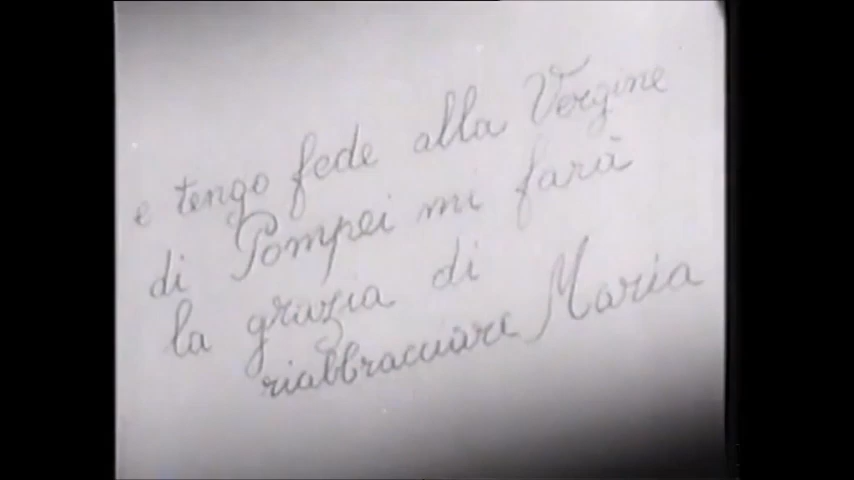 e tengo fede alla Vergine
di Pompei mi farà
la grazia di
riabbracciare Maria